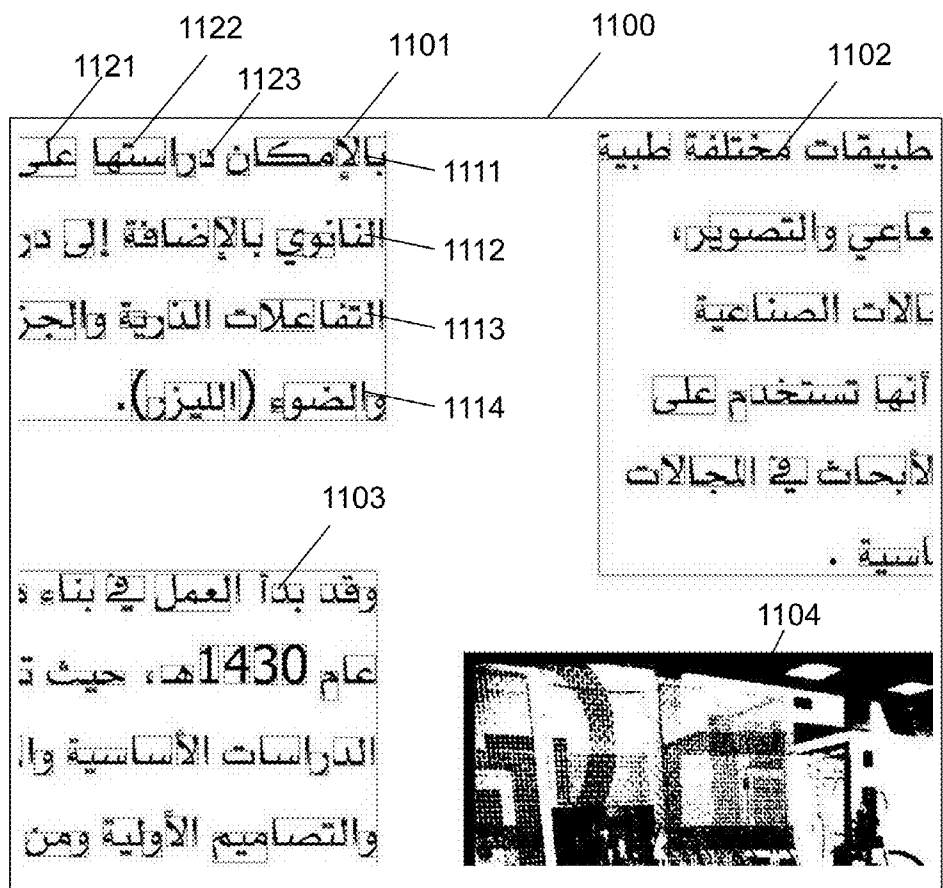 1100
1101
1102
1121
1122
1123
طبيقات مختلفة طبية
عاعي والتصوير،
الات الصناعية
أنها تستخدم على
لأبحاث في المجالات
اسية .
بالإمكان دراستها على
1111
النانوي بالإضافة إلى در
1112
التفاعلات الذرية والجز
1113
والضوء (الليزر).
1114
1103
وقد بدأ العمل في بناء
عام 1430هـ، حيث
الدراسات الأساسية وا
والتصاميم الأولية ومن
1104